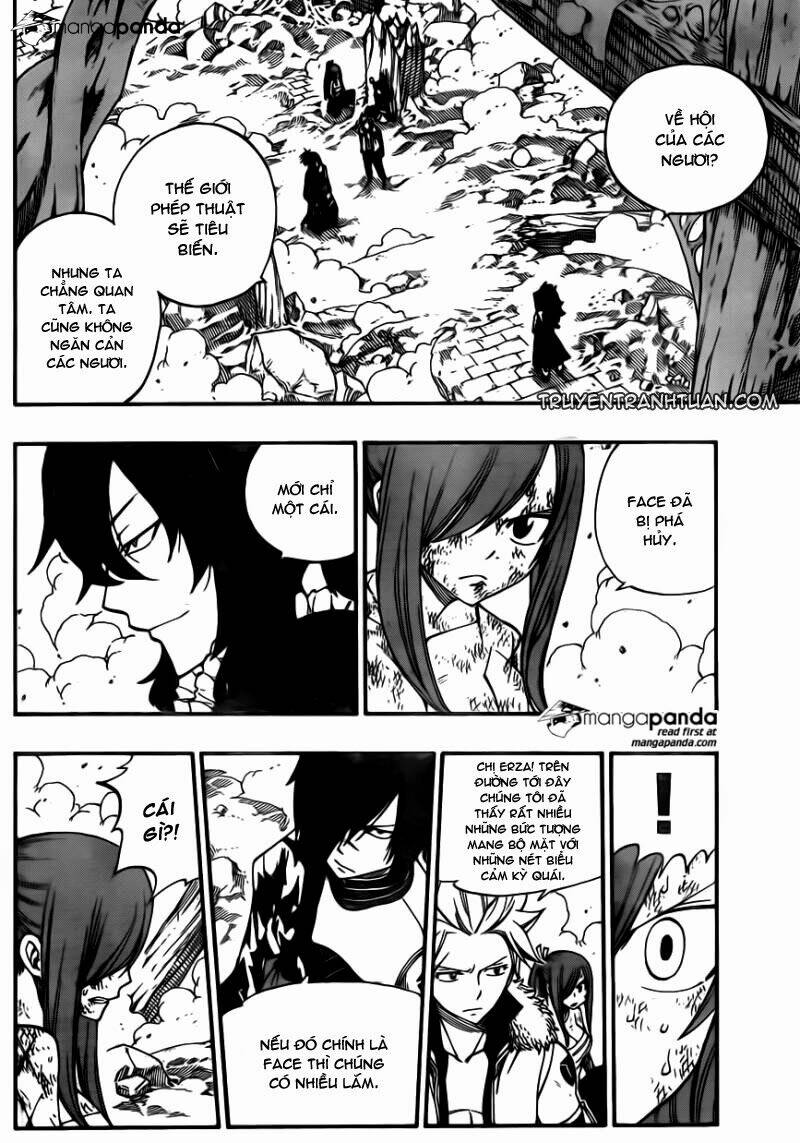 mangapanda
VỀ HỘI
CỦA CÁC
NGƯƠI?
THẾ GIỚI
PHÉP THUẬT
SẼ TIÊU
BIẾN.
NHƯNG TA
CHẲNG QUAN
TÂM. TA
CŨNG KHÔNG
NGĂN CẢN
CÁC NGƯƠI.
TRUYENTRANHTUAN.COM
FACE ĐÃ
BỊ PHÁ
HỦY.
MỚI CHỈ
MỘT CÁI.
mangapanda
read first at
mangapanda.com
!
CHỊ ERZA! TRÊN
ĐƯỜNG TỚI ĐÂY
CHÚNG TÔI ĐÃ
THẤY RẤT NHIỀU
NHỮNG BỨC TƯỢNG
MANG BỘ MẶT VỚI
NHỮNG NÉT BIỂU
CẢM KỲ QUÁI.
NẾU ĐÓ CHÍNH LÀ
FACE THÌ CHÚNG
CÓ NHIỀU LẮM.
CÁI
GÌ?!